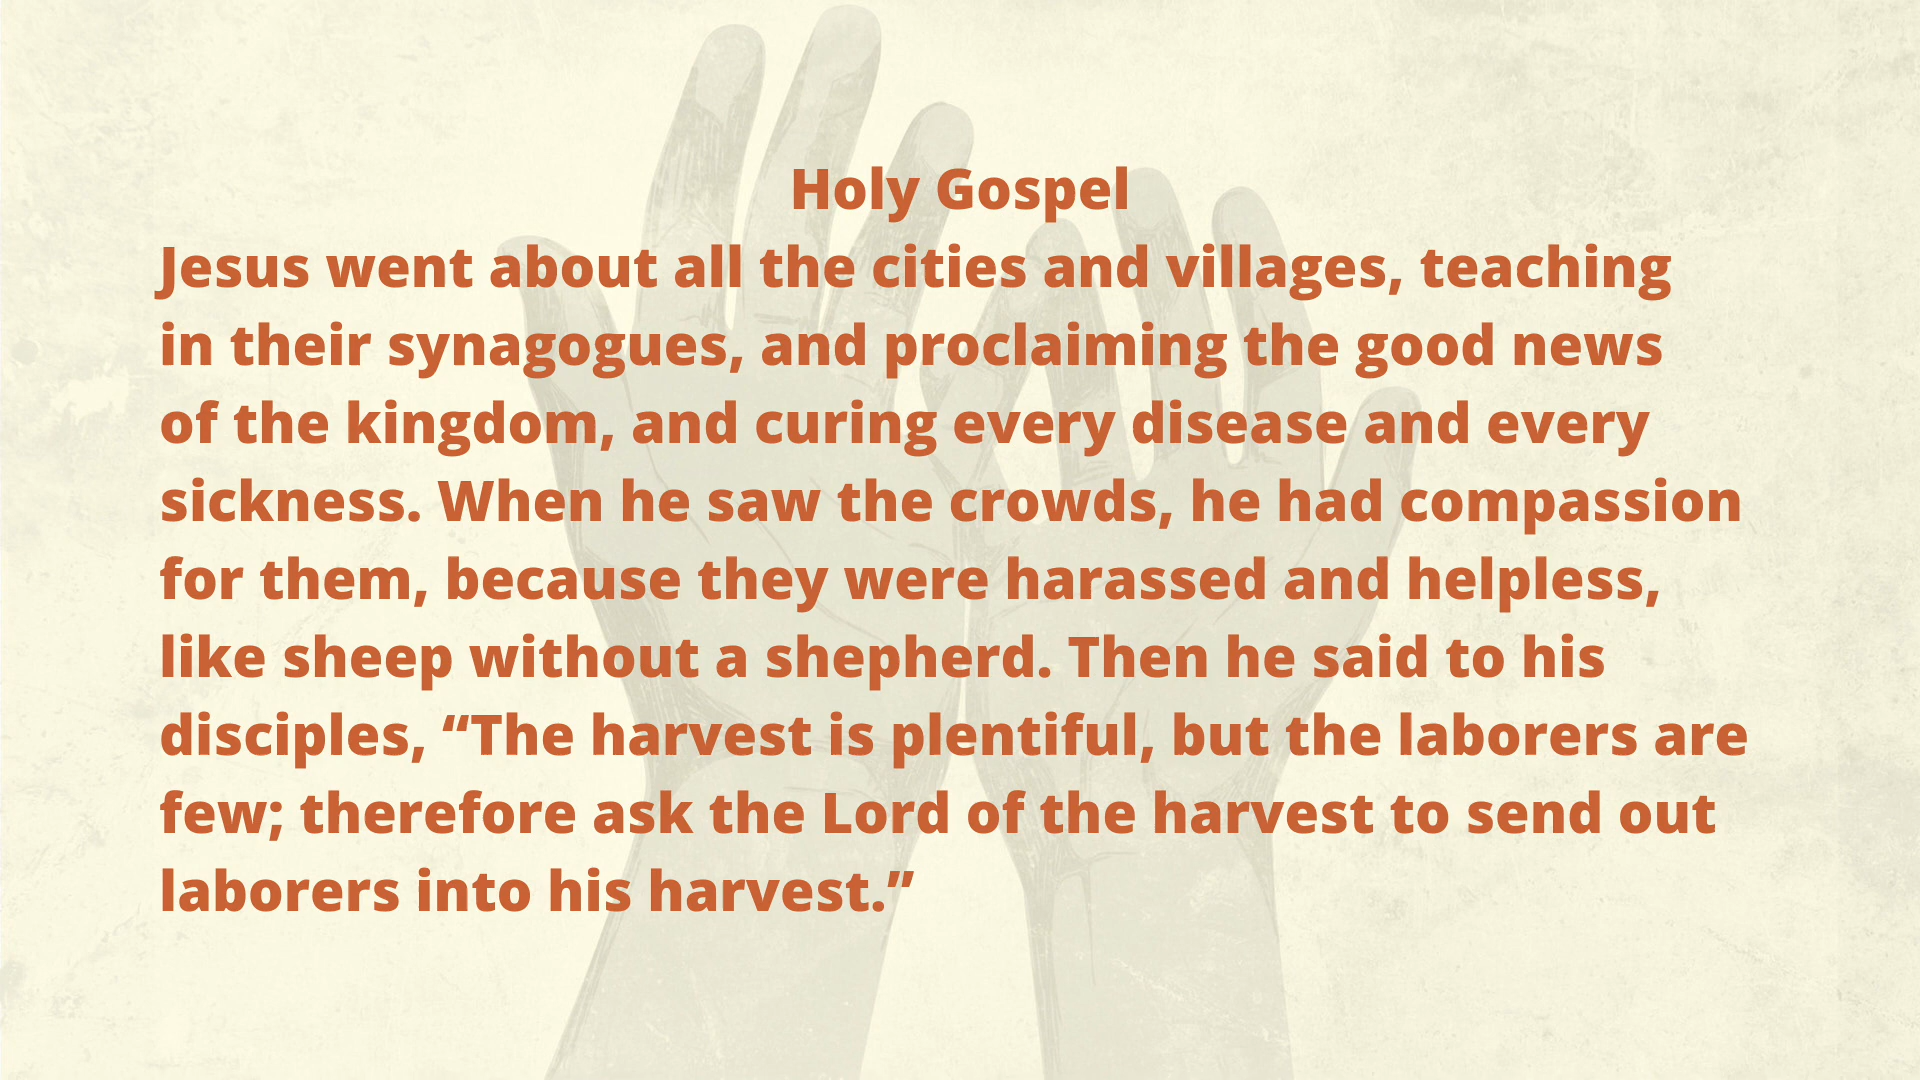 Holy Gospel
Jesus went about all the cities and villages, teaching
in their synagogues, and proclaiming the good news
of the kingdom, and curing every disease and every
sickness. When he saw the crowds, he had compassion
for them, because they were harassed and helpless,
like sheep without a shepherd. Then he said to his
disciples, “The harvest is plentiful, but the laborers are
few; therefore ask the Lord of the harvest to send out
laborers into his harvest.”